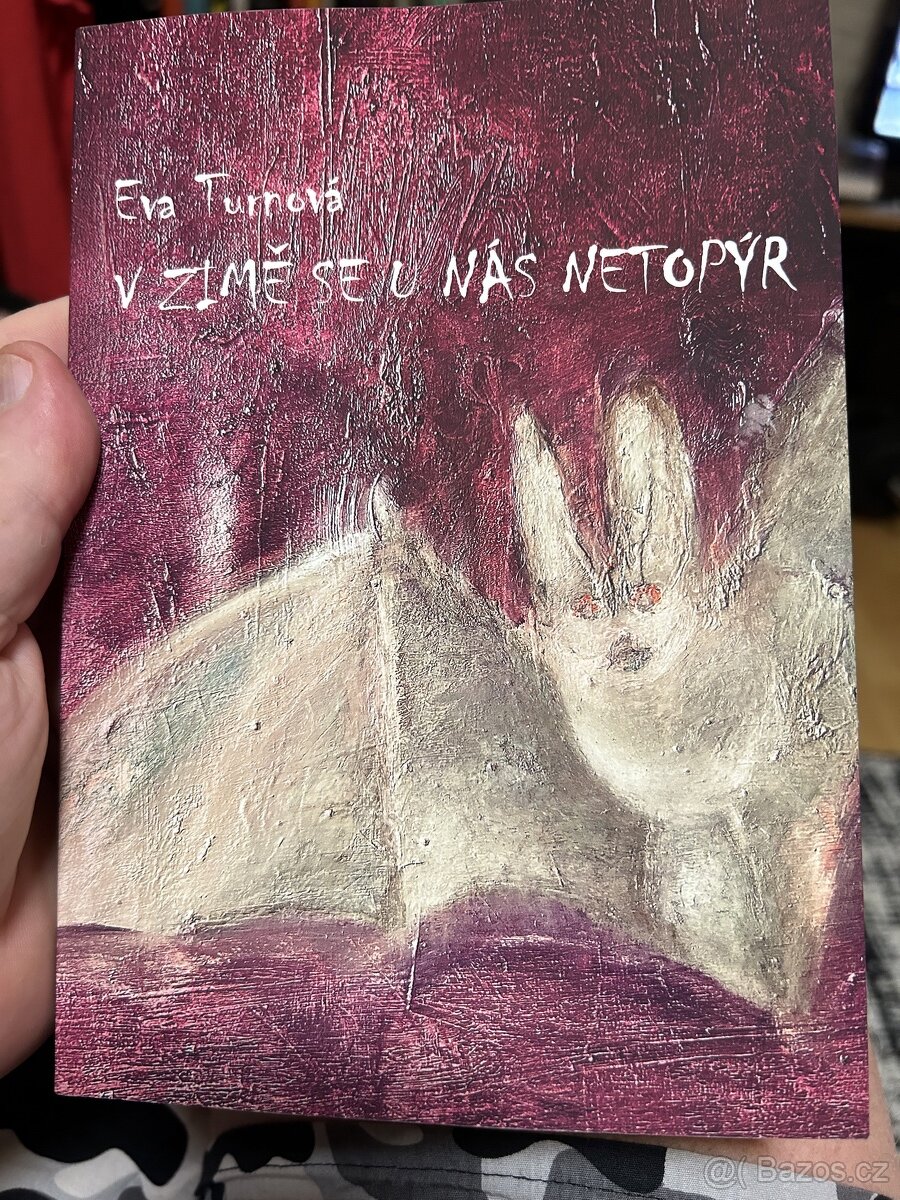 Eva Turnová
V ZIMĚ SE U NÁS NETOPÝR
@( Bazos.cz